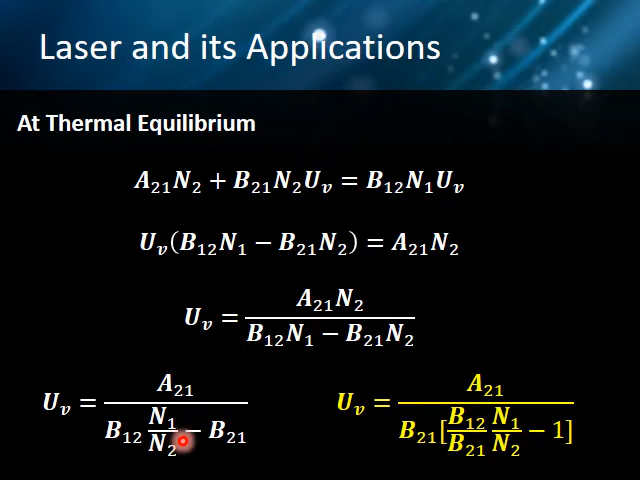 Laser and its Applications
At Thermal Equilibrium
A₂₁N₂ + B₂₁N₂Uᵥ = B₁₂N₁Uᵥ
Uᵥ(B₁₂N₁ − B₂₁N₂) = A₂₁N₂
Uᵥ = A₂₁N₂ / (B₁₂N₁ − B₂₁N₂)
Uᵥ = A₂₁ / (B₁₂ N₁/N₂ − B₂₁)
Uᵥ = A₂₁ / (B₂₁[B₁₂/B₂₁ N₁/N₂ − 1])